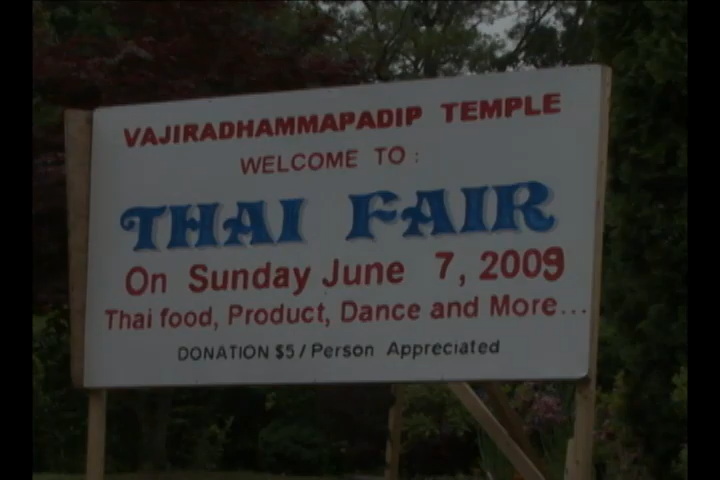 VAJIRADHAMMAPADIP TEMPLE
WELCOME TO :
THAI FAIR
On Sunday June 7, 2009
Thai food, Product, Dance and More...
DONATION $5 / Person Appreciated